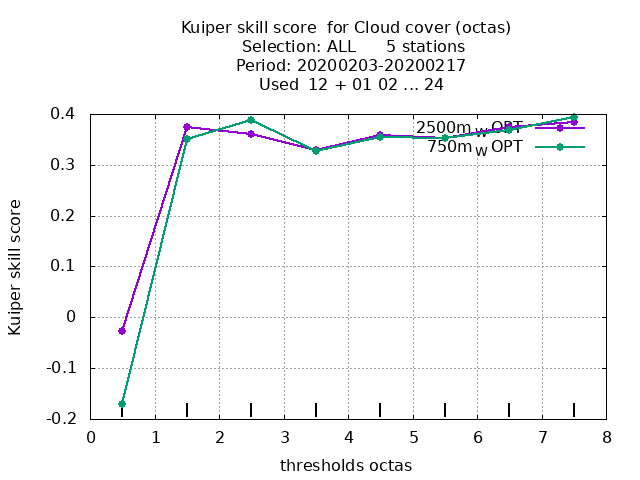 Kuiper skill score for Cloud cover (octas)
Selection: ALL 5 stations
Period: 20200203-20200217
Used 12 + 01 02 ... 24
2500m W OPT
750m W OPT
0.4
0.3
0.2
0.1
0
-0.1
-0.2
Kuiper skill score
0 1 2 3 4 5 6 7 8
thresholds octas